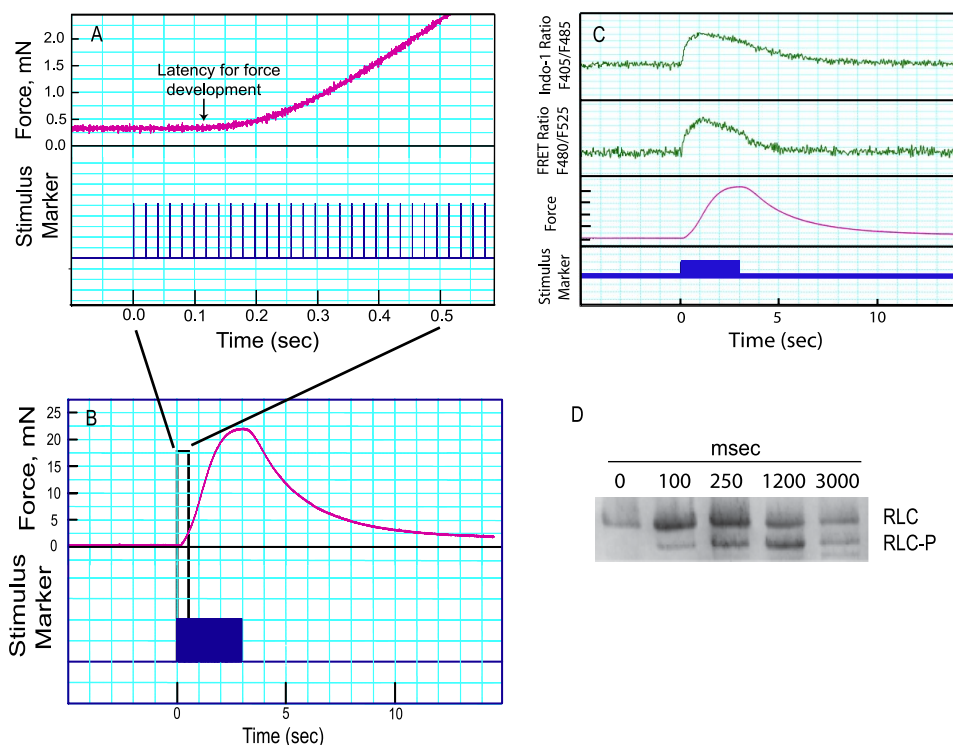 A
Force, mN
2.0
1.5
1.0
0.5
0.0
Latency for force
development
Stimulus
Marker
0.0 0.1 0.2 0.3 0.4 0.5
Time (sec)
B
Force, mN
25
20
15
10
5
0
Stimulus
Marker
0 5 10
Time (sec)
C
Indo-1 Ratio
F405/F485
FRET Ratio
F480/F525
Force
Stimulus
Marker
0 10
Time (sec)
D
msec
0 100 250 1200 3000
RLC
RLC-P